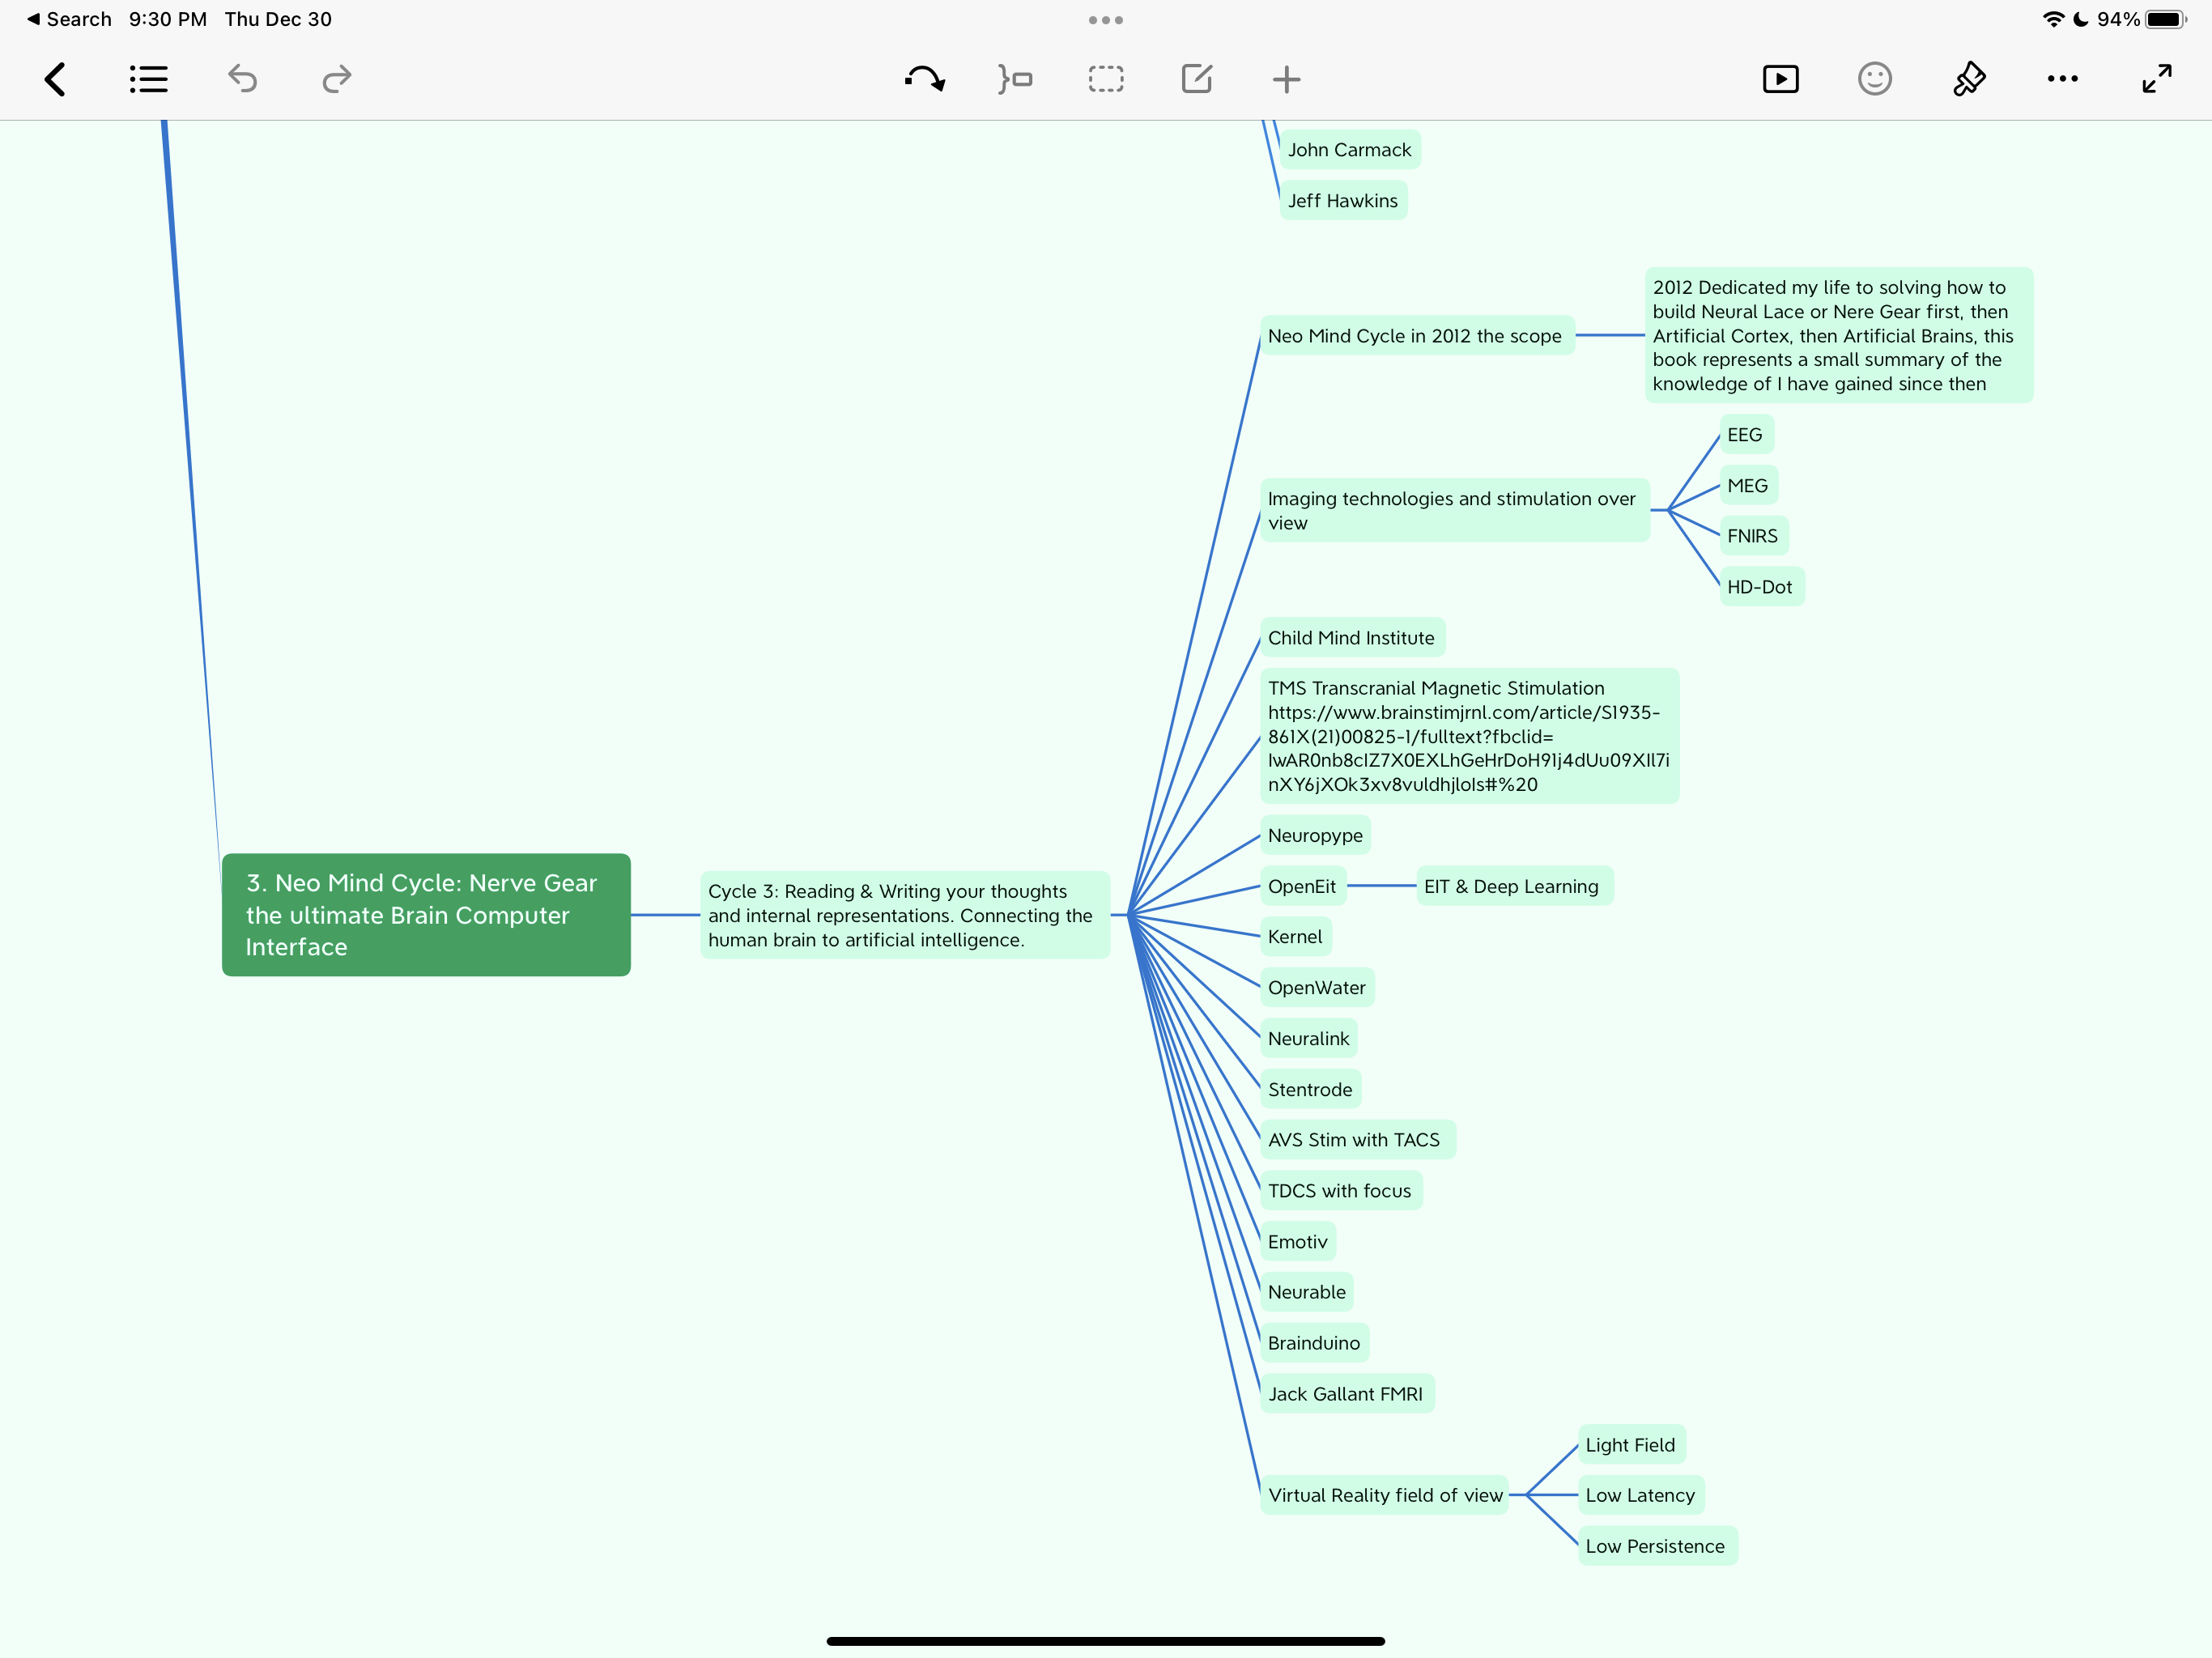 Search 9:30 PM Thu Dec 30
94%
John Carmack
Jeff Hawkins
2012 Dedicated my life to solving how to
build Neural Lace or Nere Gear first, then
Artificial Cortex, then Artificial Brains, this
book represents a small summary of the
knowledge of I have gained since then
Neo Mind Cycle in 2012 the scope
EEG
MEG
FNIRS
HD-Dot
Imaging technologies and stimulation over
view
Child Mind Institute
TMS Transcranial Magnetic Stimulation
https://www.brainstimjrnl.com/article/S1935-
861X(21)00825-1/fulltext?fbclid=
Neuropype
OpenEit
EIT & Deep Learning
3. Neo Mind Cycle: Nerve Gear
the ultimate Brain Computer
Interface
Cycle 3: Reading & Writing your thoughts
and internal representations. Connecting the
human brain to artificial intelligence.
Kernel
OpenWater
Neuralink
Stentrode
AVS Stim with TACS
TDCS with focus
Emotiv
Neurable
Brainduino
Jack Gallant FMRI
Virtual Reality field of view
Light Field
Low Latency
Low Persistence